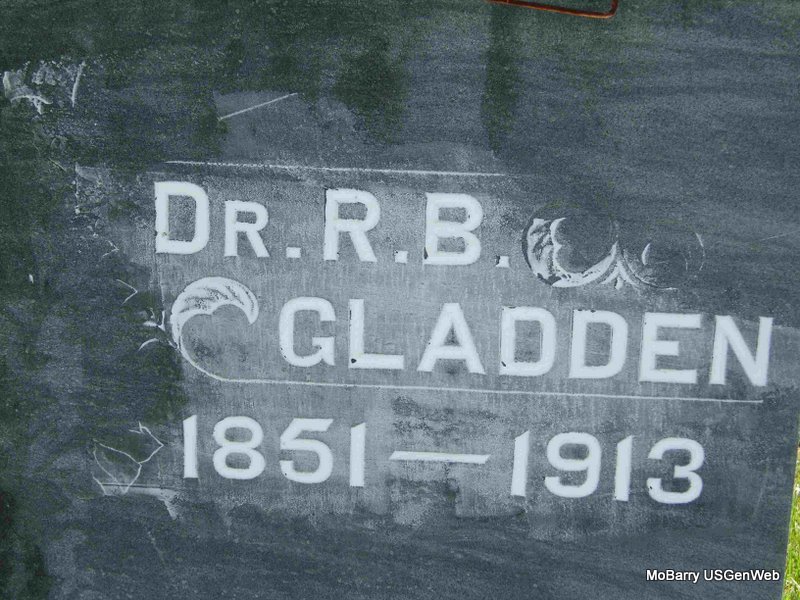 DR. R. B.
GLADDEN
1851 — 1913
MoBarry USGenWeb